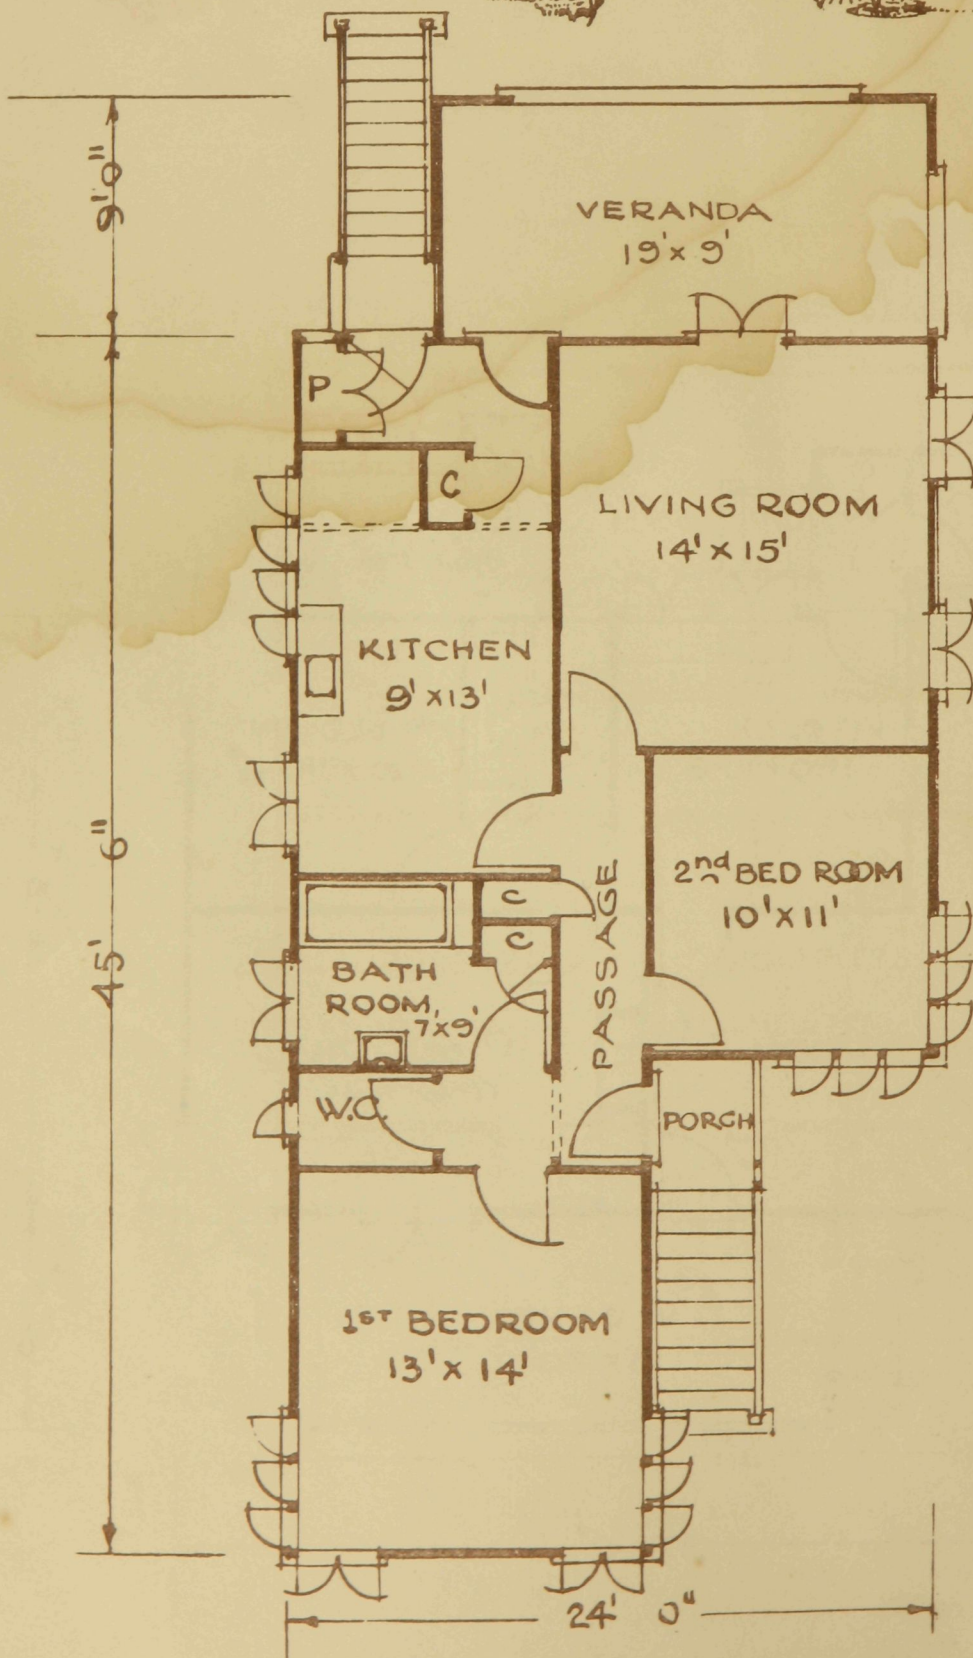 9'0"
VERANDA
19' x 9'
P
C
LIVING ROOM
14' x 15'
KITCHEN
9' x 13'
45' 6"
2nd BED ROOM
10' x 11'
C
C
PASSAGE
BATH
ROOM,
7x9'
W.C.
PORCH
1ST BEDROOM
13' x 14'
24' 0"